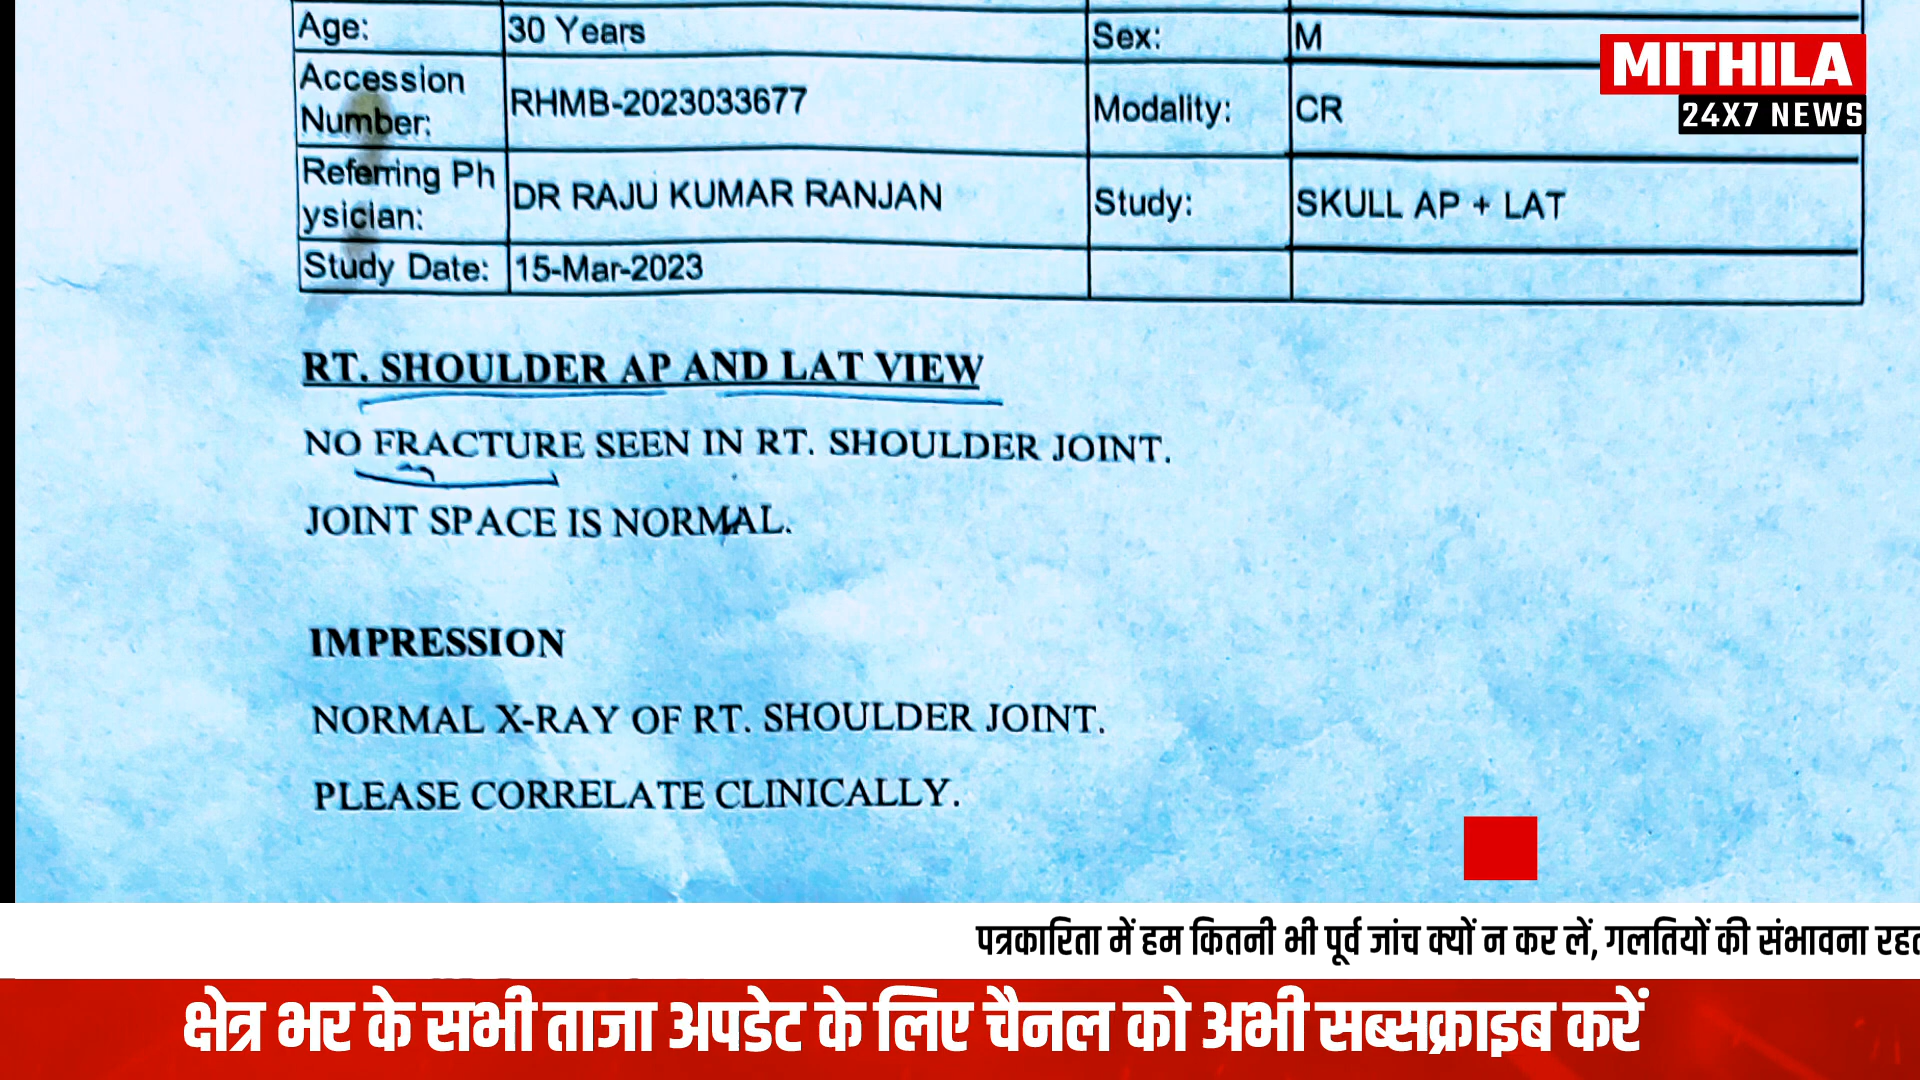 Age: 30 Years Sex: M
MITHILA
24X7 NEWS
Accession Number: RHMB-2023033677 Modality: CR
Referring Ph
ysician: DR RAJU KUMAR RANJAN Study: SKULL AP + LAT
Study Date: 15-Mar-2023
RT. SHOULDER AP AND LAT VIEW
NO FRACTURE SEEN IN RT. SHOULDER JOINT.
JOINT SPACE IS NORMAL.
IMPRESSION
NORMAL X-RAY OF RT. SHOULDER JOINT.
PLEASE CORRELATE CLINICALLY.
पत्रकारिता में हम कितनी भी पूर्व जांच क्यों न कर लें, गलतियों की संभावना
क्षेत्र भर के सभी ताजा अपडेट के लिए चैनल को अभी सब्सक्राइब करें